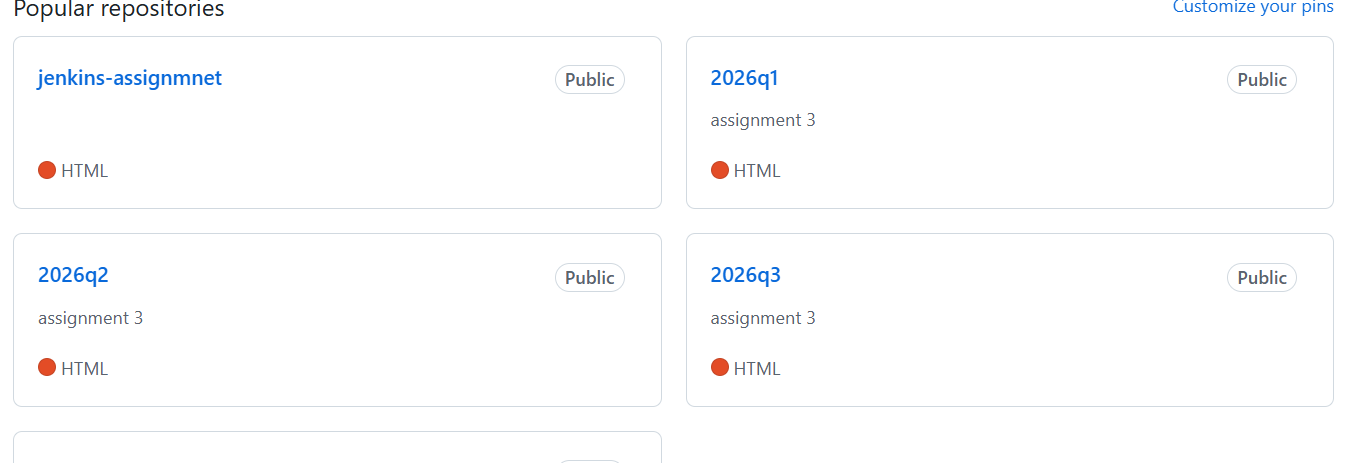 Popular repositories
Customize your pins
jenkins-assignmnet
Public
HTML
2026q1
Public
assignment 3
HTML
2026q2
Public
assignment 3
HTML
2026q3
Public
assignment 3
HTML